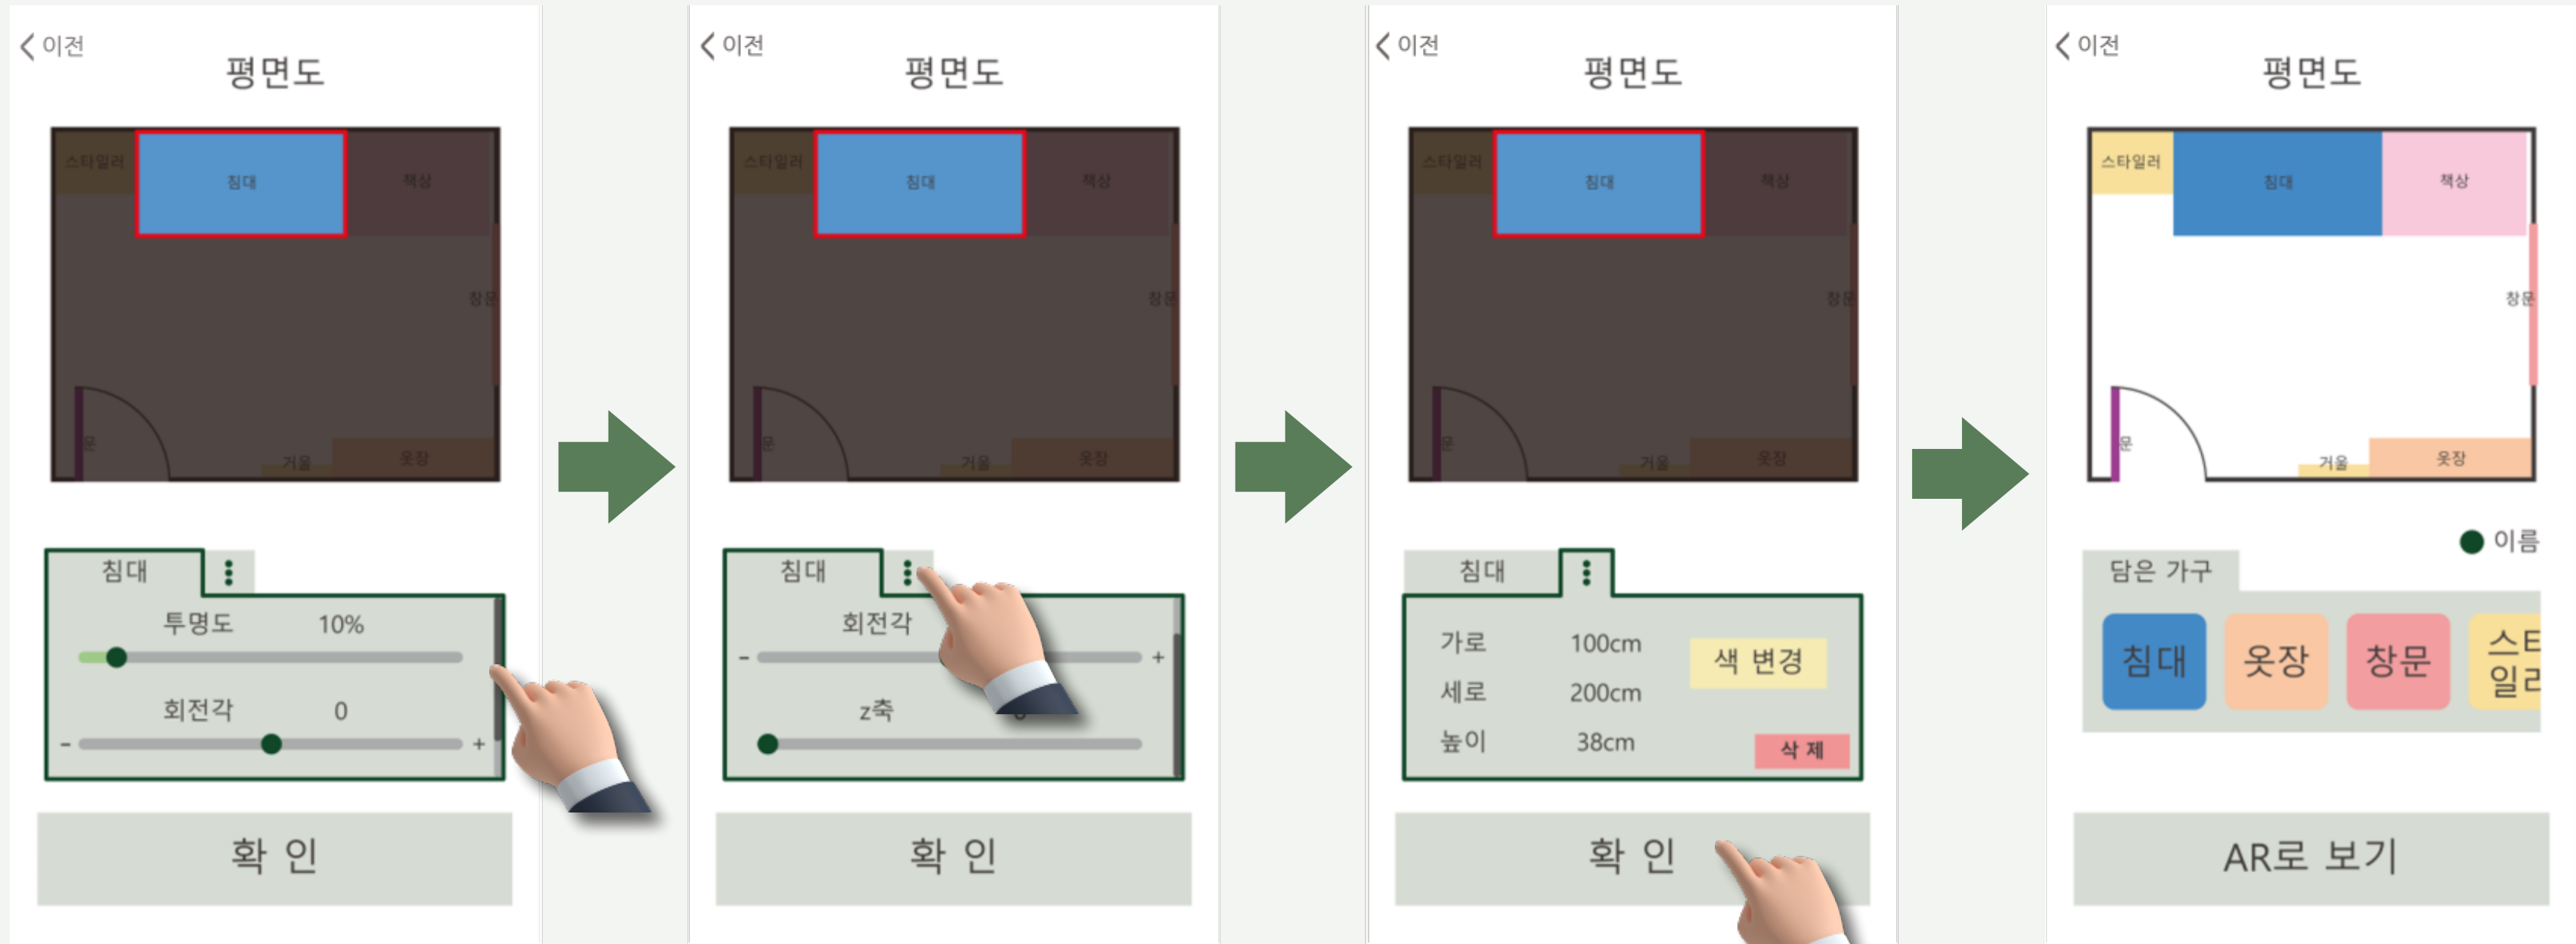 이전
평면도
스타일러
침대
책상
창문
문
거울
옷장
침대
투명도 10%
회전각 0
- +
확 인
이전
평면도
스타일러
침대
책상
창문
문
거울
옷장
침대
회전각
- +
z축
확 인
이전
평면도
스타일러
침대
책상
창문
문
거울
옷장
침대
가로 100cm
색 변경
세로 200cm
높이 38cm
삭 제
확 인
이전
평면도
스타일러
침대
책상
창문
문
거울
옷장
이름
담은 가구
침대
옷장
창문
AR로 보기